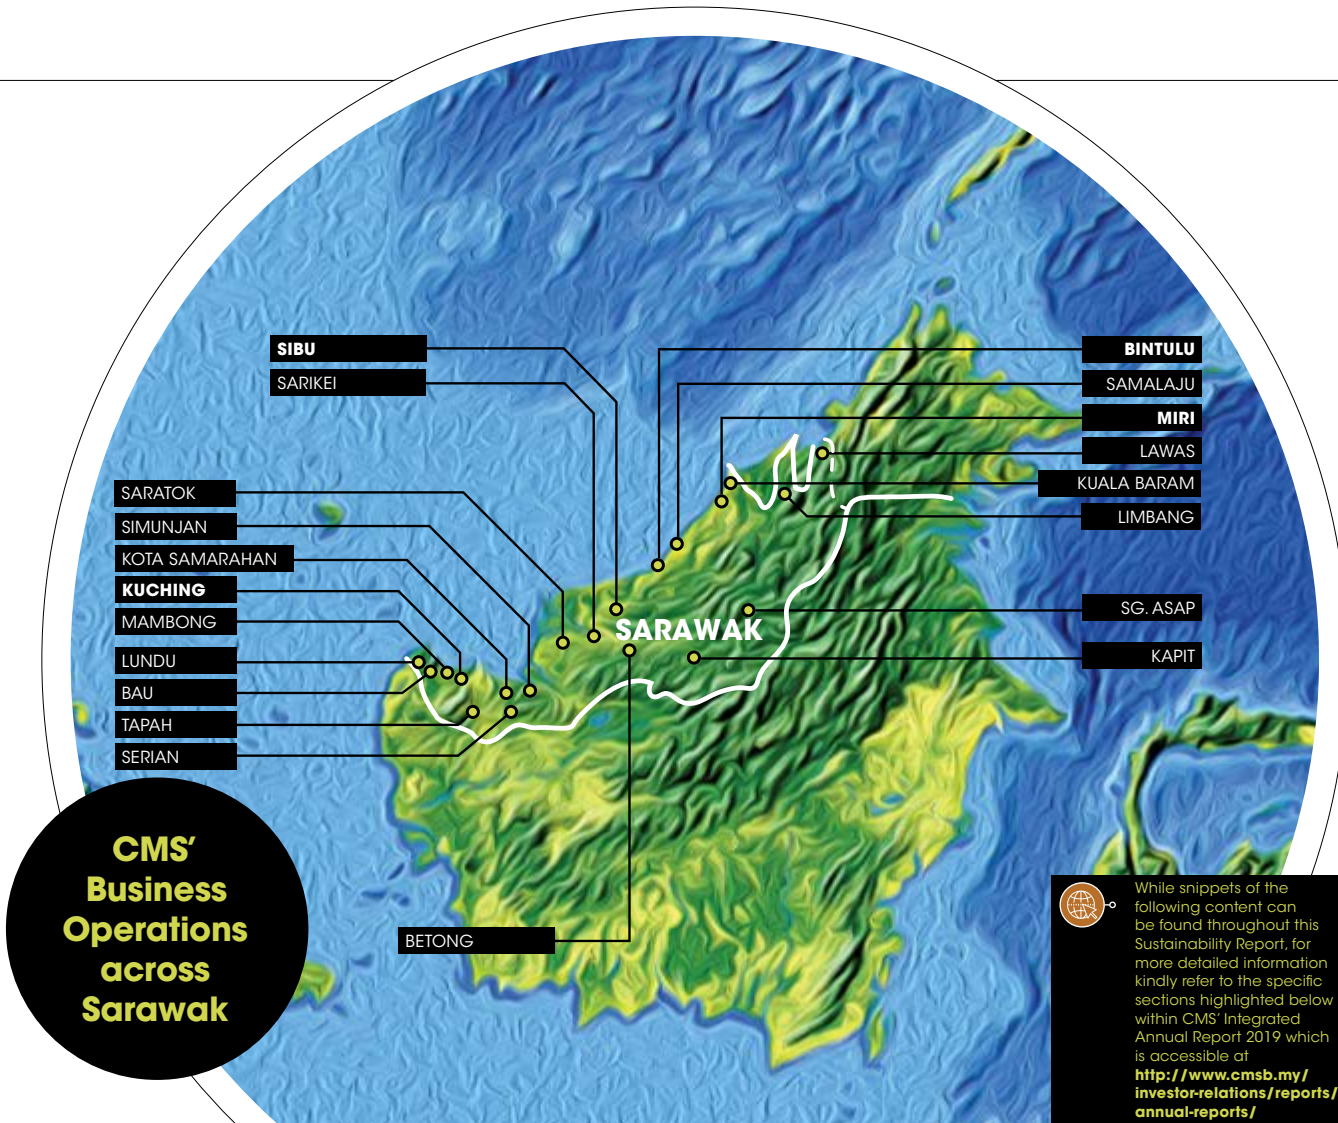 SIBU
SARIKEI
BINTULU
SAMALAJU
MIRI
LAWAS
KUALA BARAM
LIMBANG
SARATOK
SIMUNJAN
KOTA SAMARAHAN
KUCHING
MAMBONG
LUNDU
BAU
TAPAH
SERIAN
SARAWAK
SG. ASAP
KAPIT
BETONG
CMS’
Business
Operations
across
Sarawak
While snippets of the
following content can
be found throughout this
Sustainability Report, for
more detailed information
kindly refer to the specific
sections highlighted below
within CMS’ Integrated
Annual Report 2019 which
is accessible at
http://www.cmsb.my/
investor-relations/reports/
annual-reports/